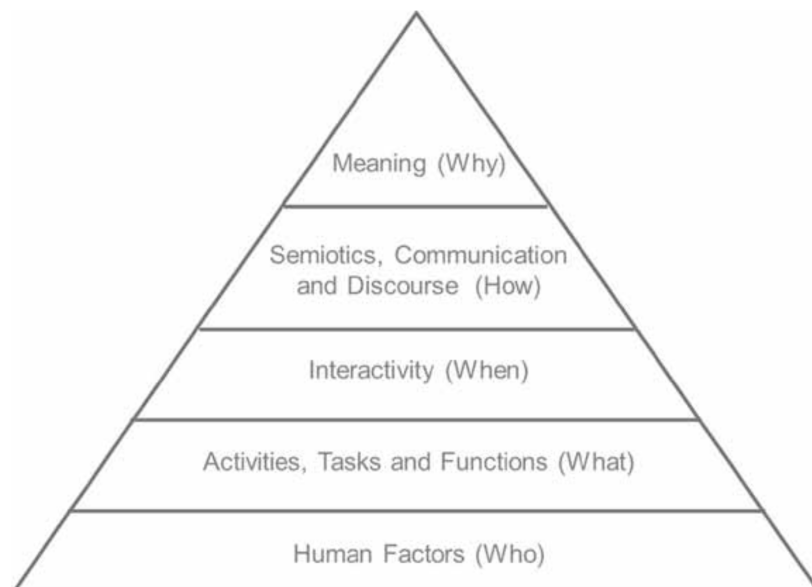 Meaning (Why)
Semiotics, Communication
and Discourse (How)
Interactivity (When)
Activities, Tasks and Functions (What)
Human Factors (Who)